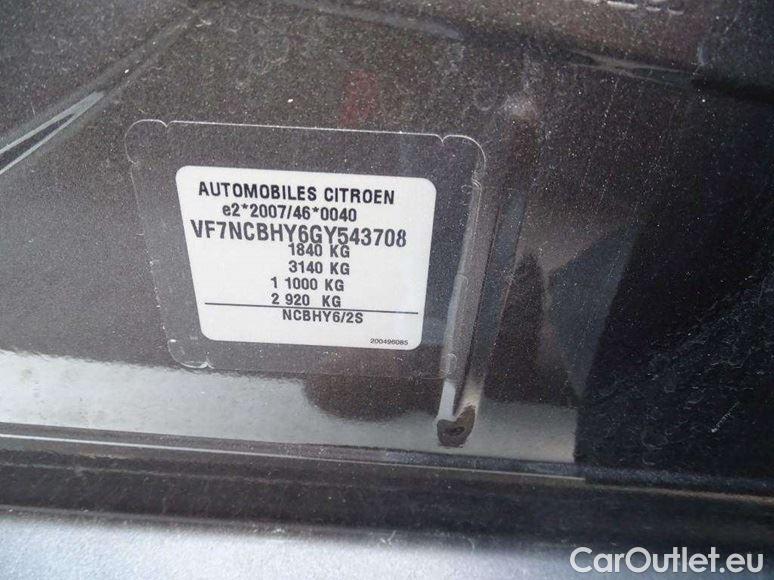 AUTOMOBILES CITROEN
e2*2007/46*0040
VF7NCBHY6GY543708
1840 KG
3140 KG
1 1000 KG
2 920 KG
NCBHY6/2S
200496085
CarOutlet.eu